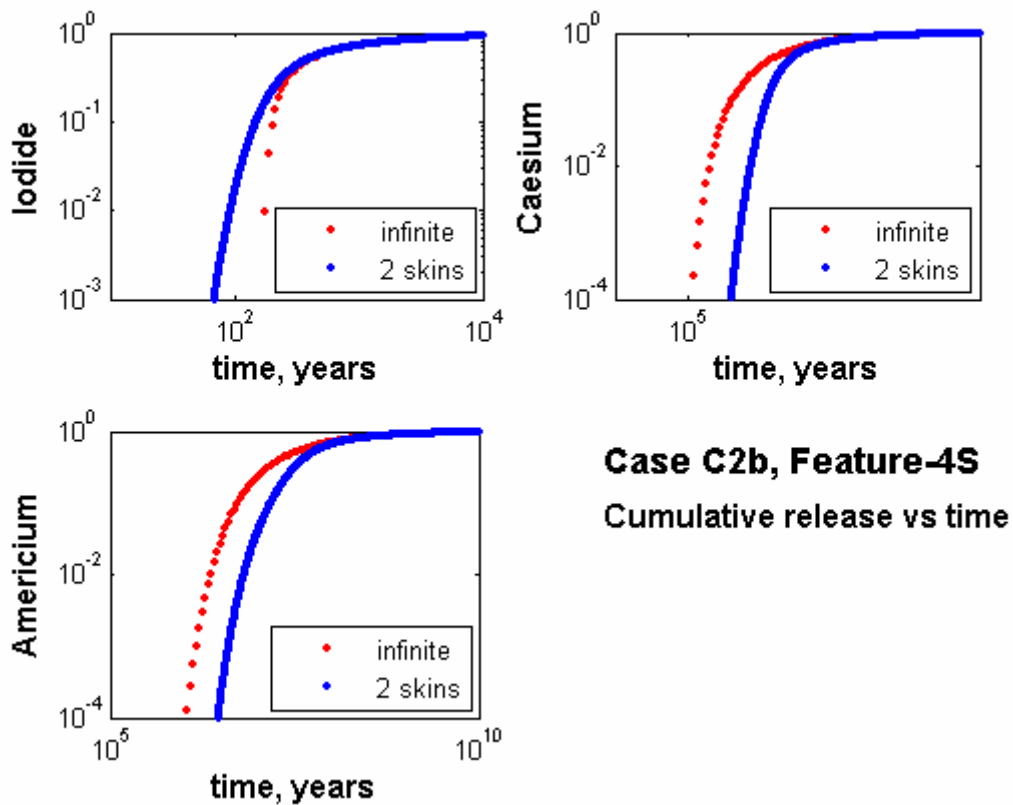 10^0
10^-1
10^-2
10^-3
Iodide
infinite
2 skins
10^2
10^4
time, years
10^0
10^-2
10^-4
Caesium
infinite
2 skins
10^5
time, years
10^0
10^-2
10^-4
Americium
infinite
2 skins
10^5
10^10
time, years
Case C2b, Feature-4S
Cumulative release vs time